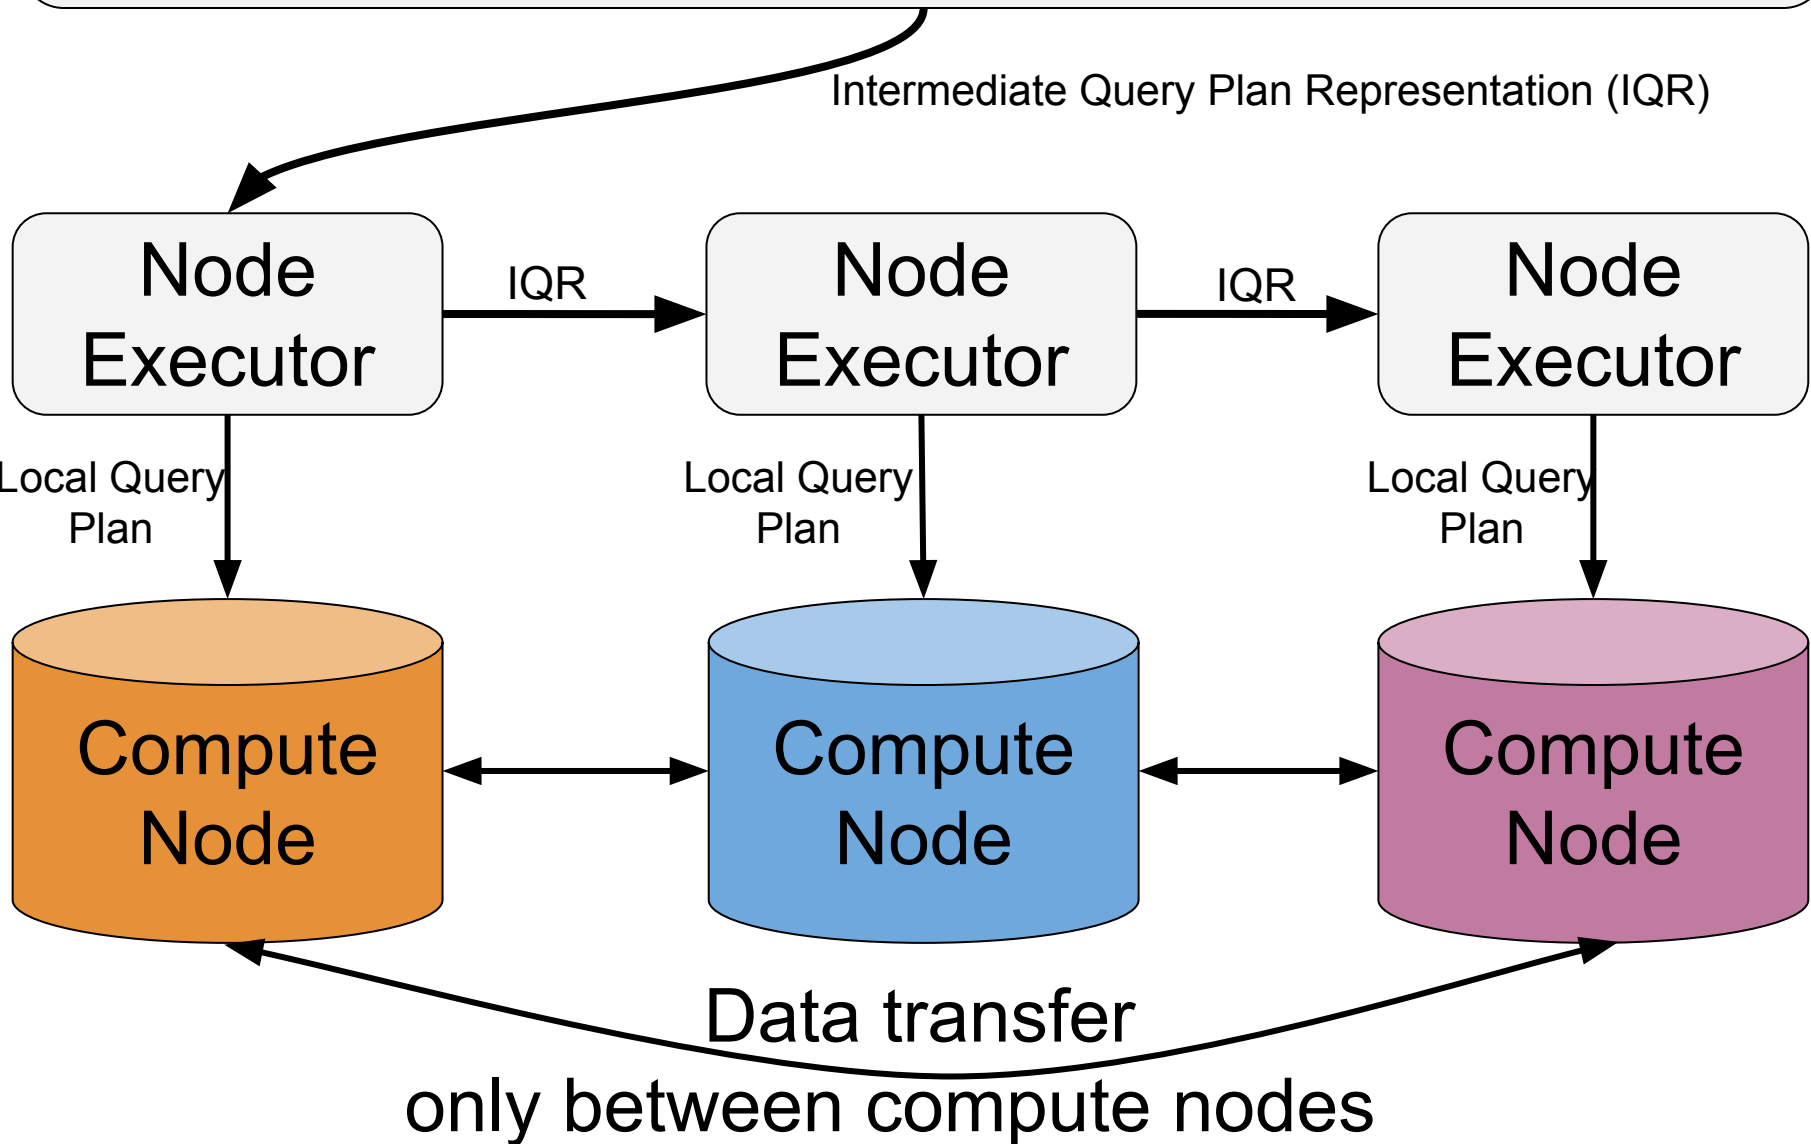 Intermediate Query Plan Representation (IQR)
Node
Executor
IQR
Node
Executor
IQR
Node
Executor
Local Query
Plan
Local Query
Plan
Local Query
Plan
Compute
Node
Compute
Node
Compute
Node
Data transfer
only between compute nodes